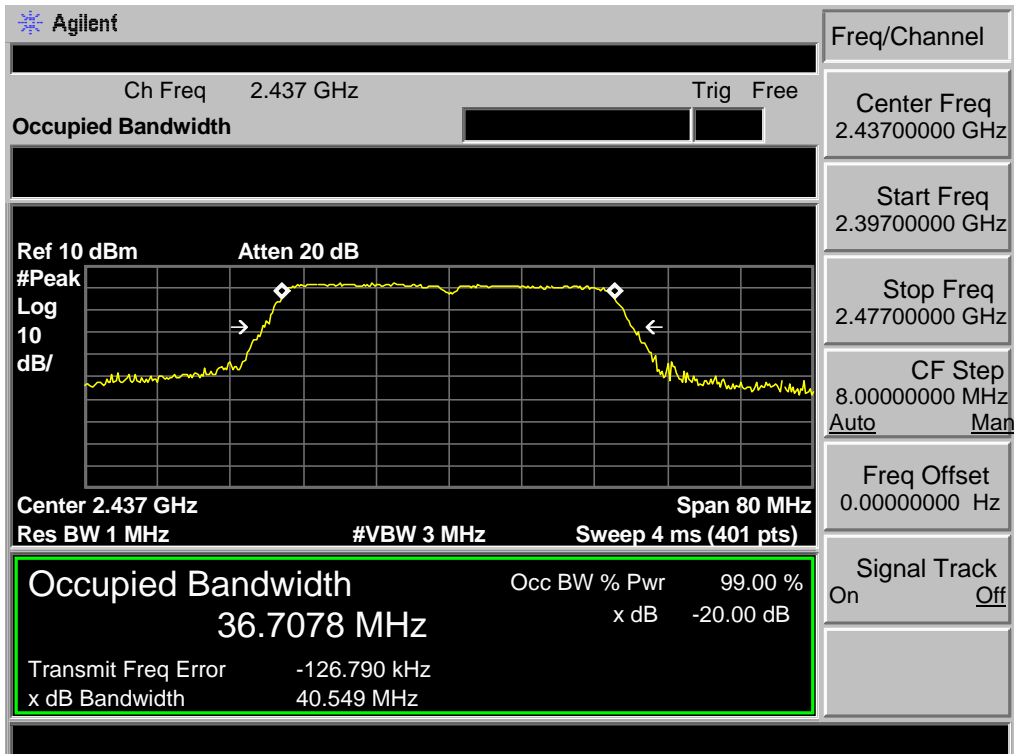 Agilent
Freq/Channel
Ch Freq 2.437 GHz Trig Free
Occupied Bandwidth
Center Freq
2.43700000 GHz
Start Freq
2.39700000 GHz
Ref 10 dBm Atten 20 dB
#Peak
Log
10
dB/
Stop Freq
2.47700000 GHz
CF Step
8.00000000 MHz
Auto Man
Freq Offset
0.00000000 Hz
Center 2.437 GHz Span 80 MHz
Res BW 1 MHz #VBW 3 MHz Sweep 4 ms (401 pts)
Signal Track
On Off
Occupied Bandwidth Occ BW % Pwr 99.00 %
36.7078 MHz x dB -20.00 dB
Transmit Freq Error -126.790 kHz
x dB Bandwidth 40.549 MHz